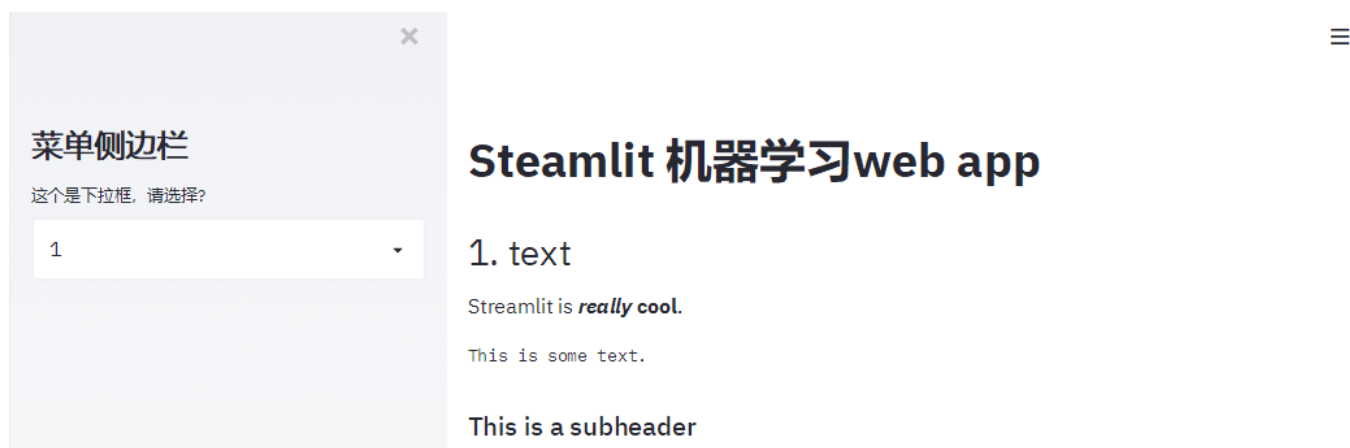 菜单侧边栏
这个是下拉框，请选择?
1
Steamlit 机器学习web app
1. text
Streamlit is really cool.
This is some text.
This is a subheader